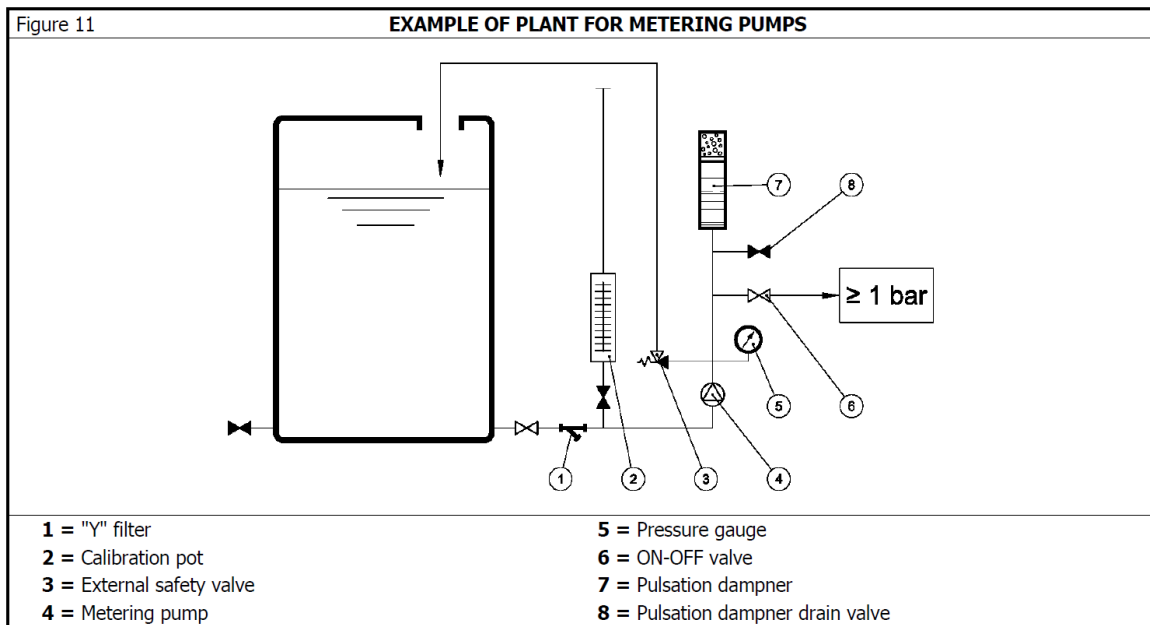 Figure 11
EXAMPLE OF PLANT FOR METERING PUMPS
7
8
≥ 1 bar
1
2
3
4
5
6
1 = "Y" filter
2 = Calibration pot
3 = External safety valve
4 = Metering pump
5 = Pressure gauge
6 = ON-OFF valve
7 = Pulsation dampner
8 = Pulsation dampner drain valve